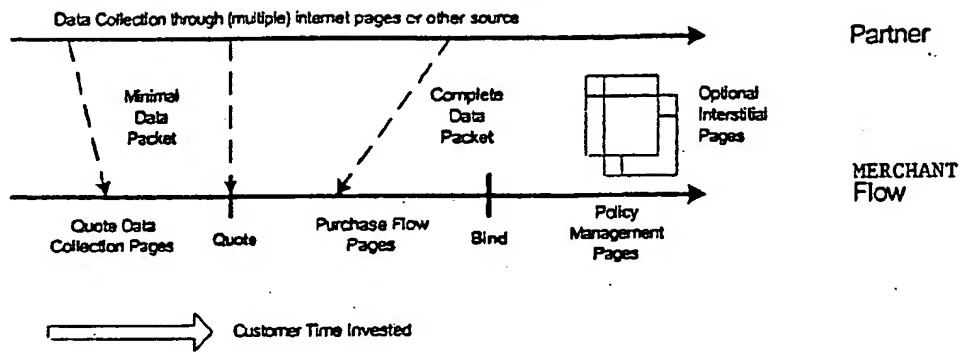 Data Collection through (multiple) internet pages or other source
Partner
Minimal
Data
Packet
Complete
Data
Packet
Optional
Interstitial
Pages
MERCHANT
Flow
Quote Data
Collection Pages
Quote
Purchase Flow
Pages
Bind
Policy
Management
Pages
Customer Time Invested